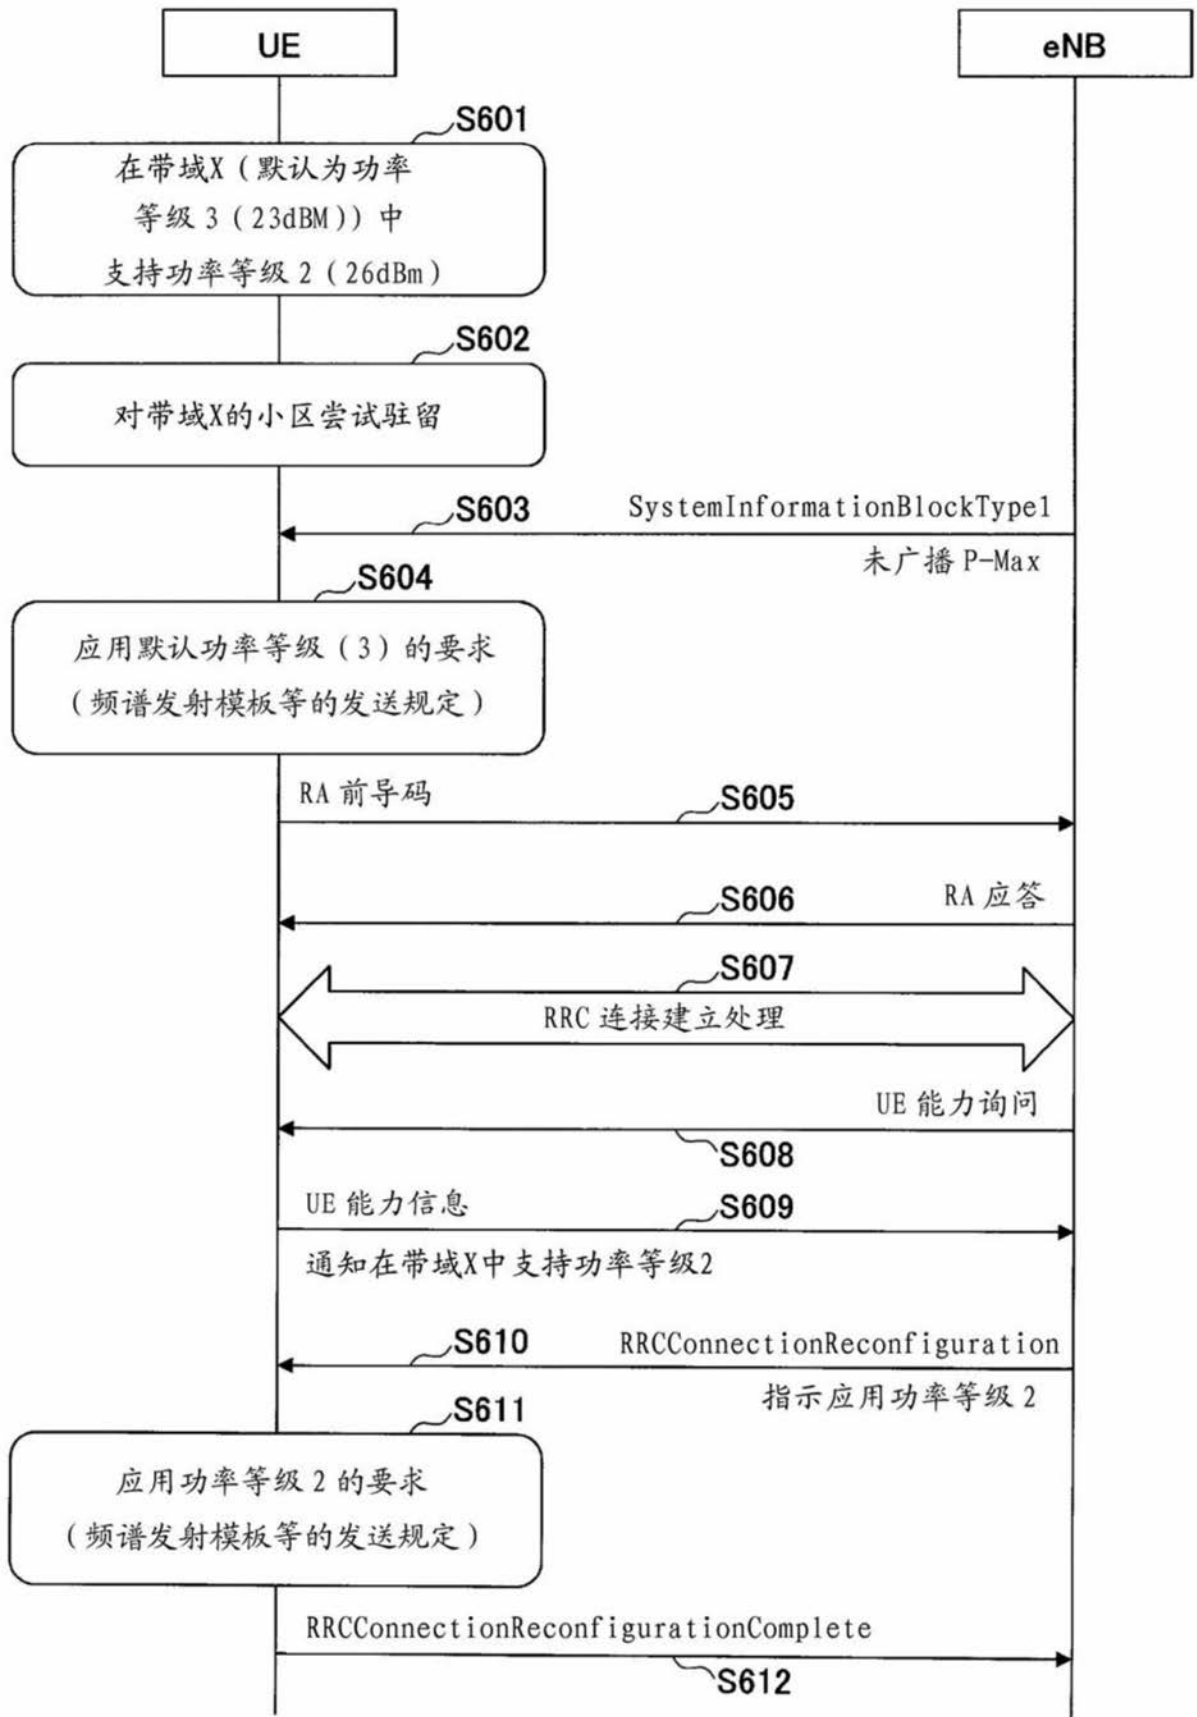 UE
eNB
S601
在带域X（默认为功率
等级3（23dBM））中
支持功率等级2（26dBm）
S602
对带域X的小区尝试驻留
S603
SystemInformationBlockType1
未广播P-Max
S604
应用默认功率等级（3）的要求
（频谱发射模板等的发送规定）
RA前导码
S605
S606
RA应答
S607
RRC连接建立处理
UE能力询问
S608
UE能力信息
S609
通知在带域X中支持功率等级2
S610
RRCConnectionReconfiguration
指示应用功率等级2
S611
应用功率等级2的要求
（频谱发射模板等的发送规定）
RRCConnectionReconfigurationComplete
S612